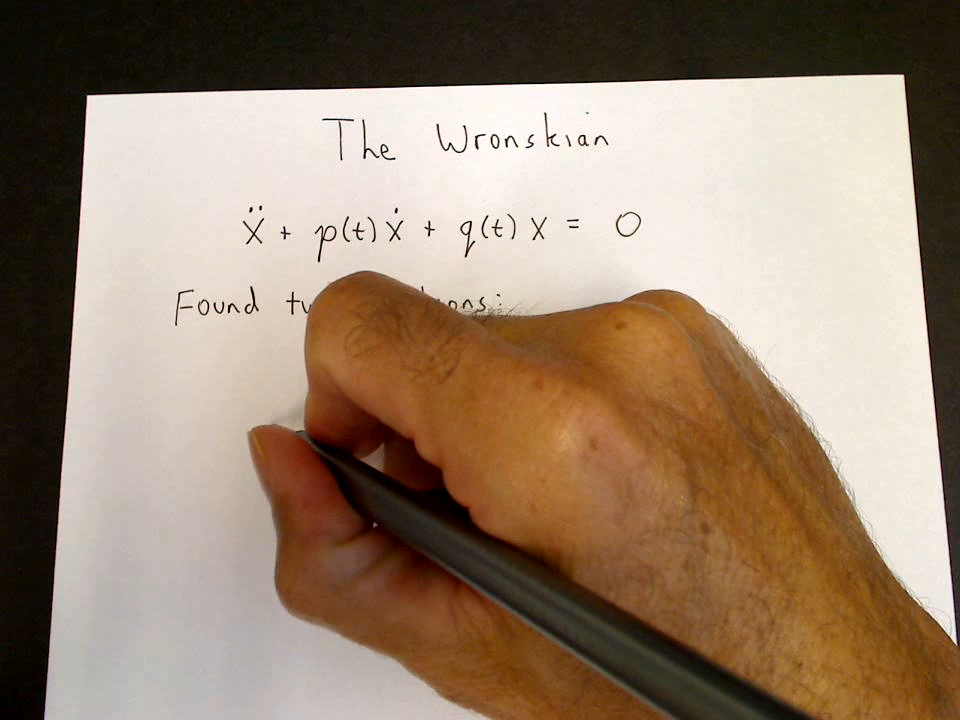 The Wronskian
ẍ + p(t) ẋ + q(t) x = 0
Found